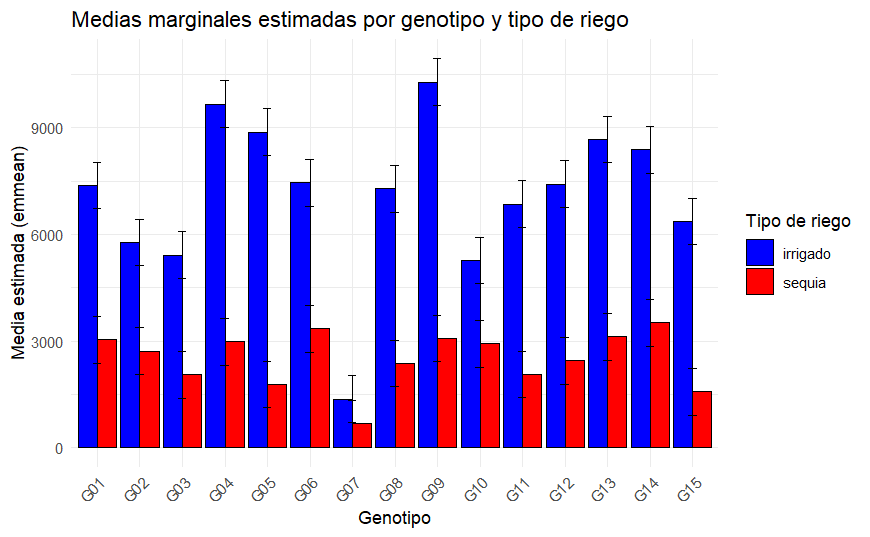 Medias marginales estimadas por genotipo y tipo de riego
Media estimada (emmean)
9000
6000
3000
0
G01
G02
G03
G04
G05
G06
G07
G08
G09
G10
G11
G12
G13
G14
G15
Genotipo
Tipo de riego
irrigado
sequia